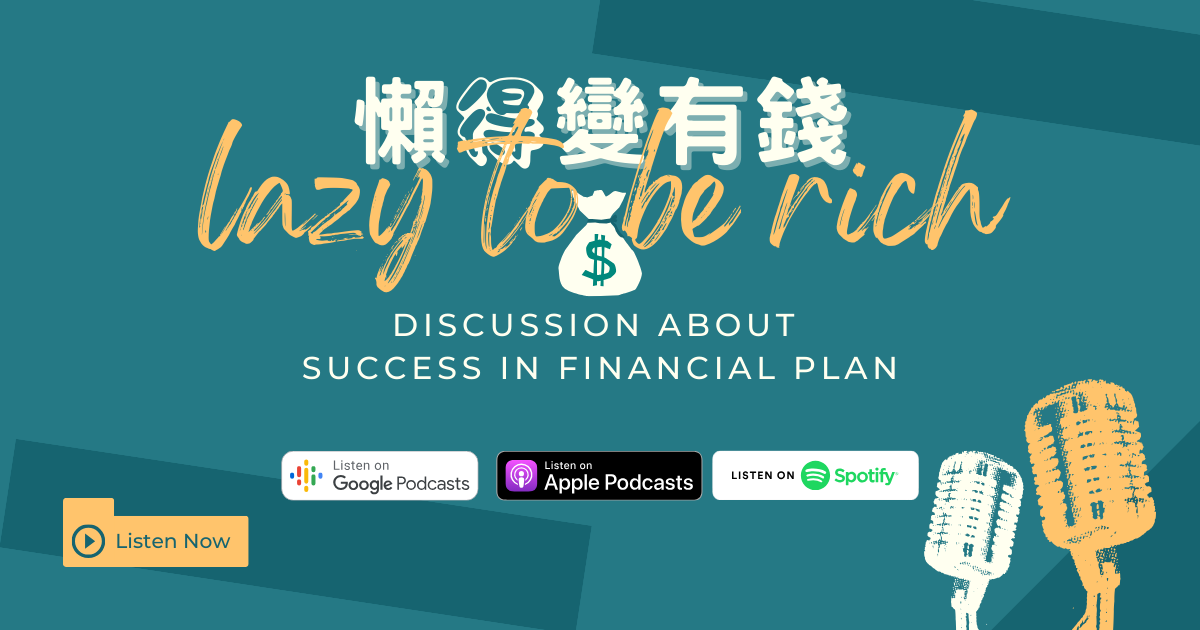 懶得變有錢
lazy to be rich
$
DISCUSSION ABOUT
SUCCESS IN FINANCIAL PLAN
Listen on
Google Podcasts
Listen on
Apple Podcasts
LISTEN ON Spotify
Listen Now